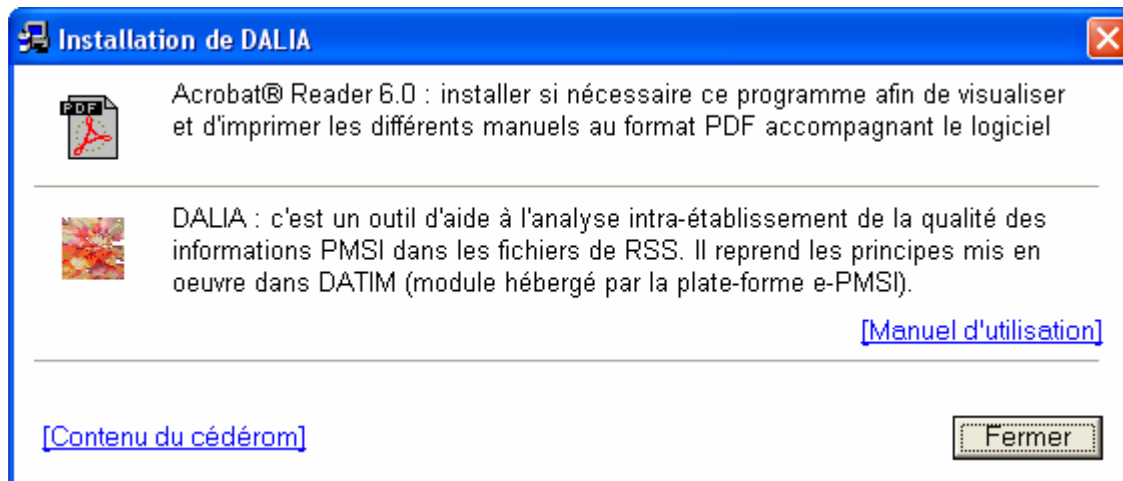 Installation de DALIA
PDF
Acrobat® Reader 6.0 : installer si nécessaire ce programme afin de visualiser
et d'imprimer les différents manuels au format PDF accompagnant le logiciel
DALIA : c'est un outil d'aide à l'analyse intra-établissement de la qualité des
informations PMSI dans les fichiers de RSS. Il reprend les principes mis en
oeuvre dans DATIM (module hébergé par la plate-forme e-PMSI).
[Manuel d'utilisation]
[Contenu du cédérom]
Fermer